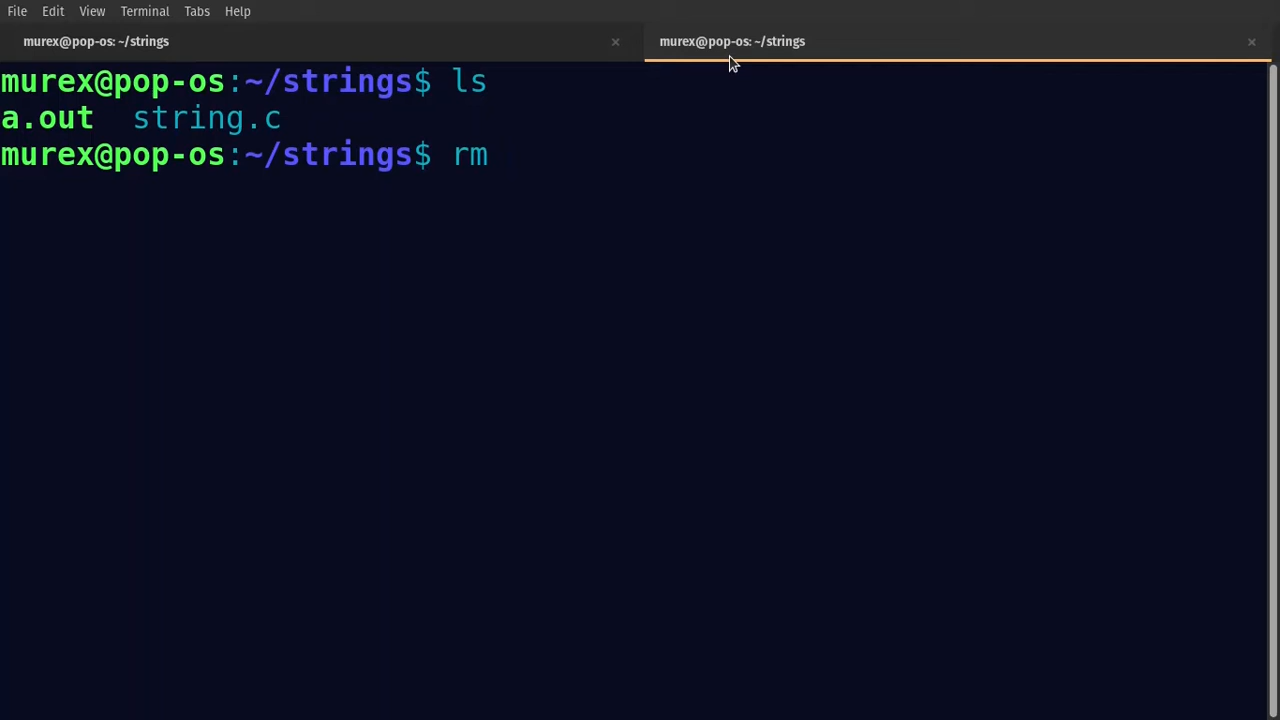 File Edit View Terminal Tabs Help
murex@pop-os: ~/strings × murex@pop-os: ~/strings ×
murex@pop-os:~/strings$ ls
a.out  string.c
murex@pop-os:~/strings$ rm